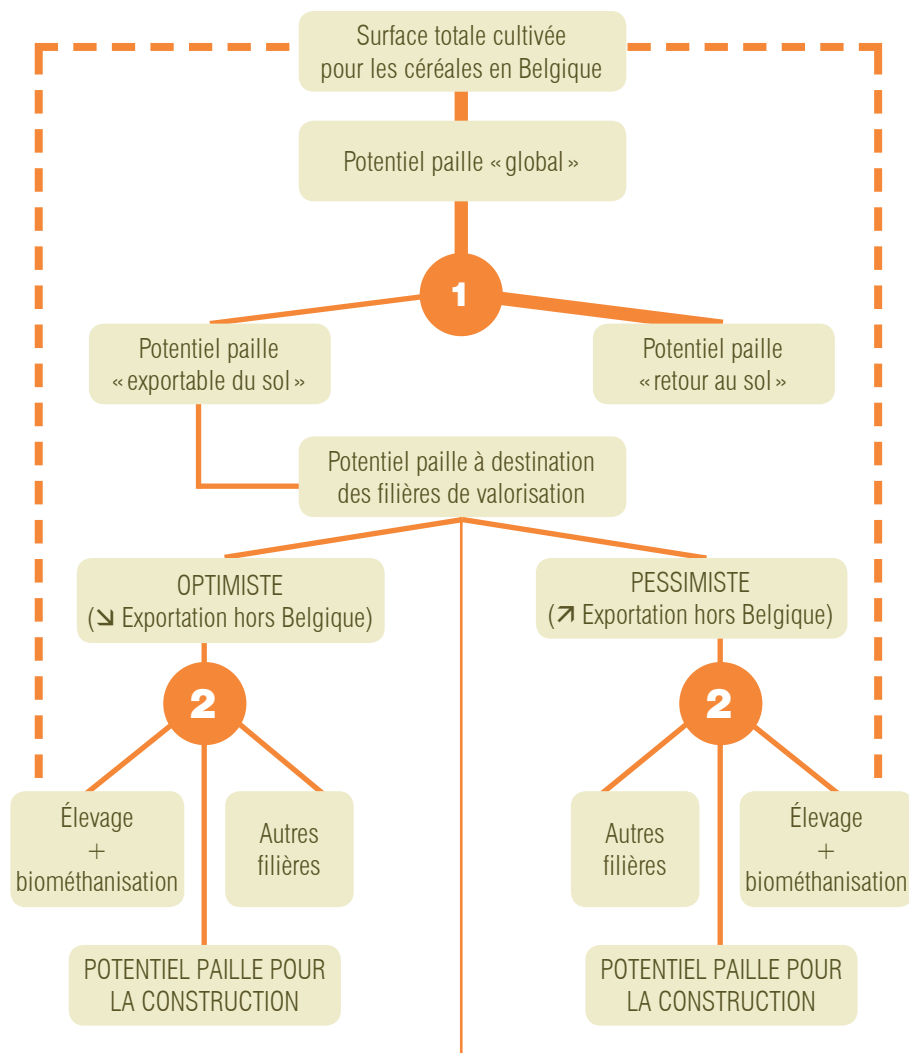 Surface totale cultivée
pour les céréales en Belgique
Potentiel paille « global »
1
Potentiel paille
« exportable du sol »
Potentiel paille
« retour au sol »
Potentiel paille à destination
des filières de valorisation
OPTIMISTE
(↘ Exportation hors Belgique)
PESSIMISTE
(↗ Exportation hors Belgique)
2
2
Élevage
+
biométhanisation
Autres
filières
Autres
filières
Élevage
+
biométhanisation
POTENTIEL PAILLE POUR
LA CONSTRUCTION
POTENTIEL PAILLE POUR
LA CONSTRUCTION